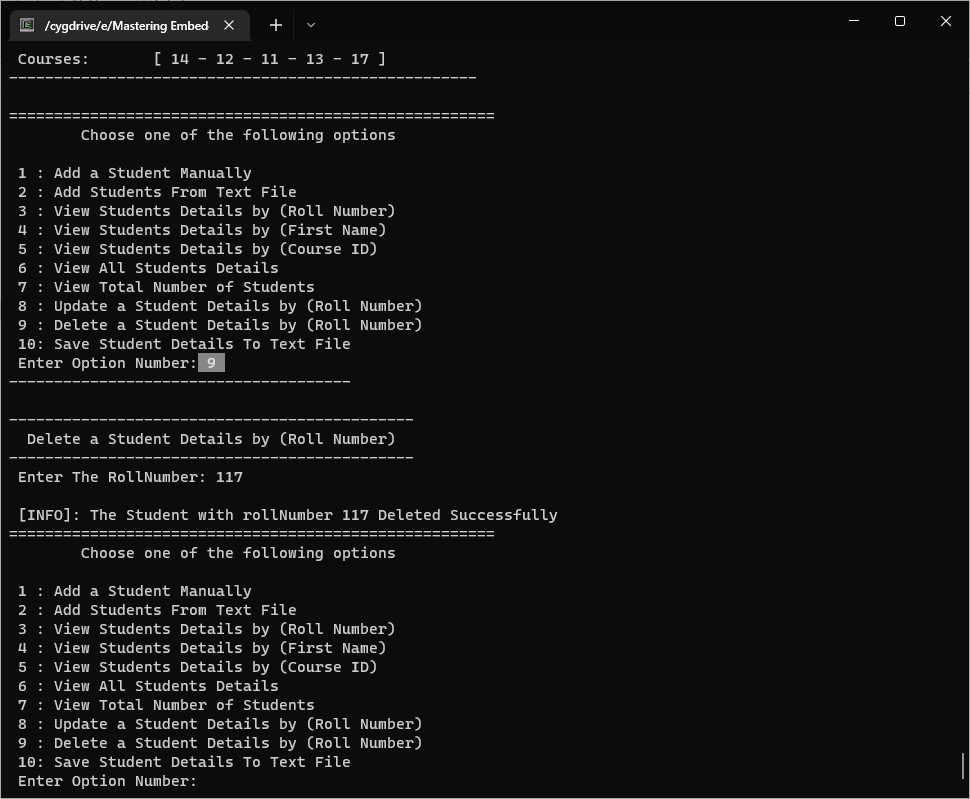 /cygdrive/e/Mastering Embed
Courses:       [ 14 - 12 - 11 - 13 - 17 ]
----------------------------------------------------
======================================================
Choose one of the following options
1 : Add a Student Manually
2 : Add Students From Text File
3 : View Students Details by (Roll Number)
4 : View Students Details by (First Name)
5 : View Students Details by (Course ID)
6 : View All Students Details
7 : View Total Number of Students
8 : Update a Student Details by (Roll Number)
9 : Delete a Student Details by (Roll Number)
10: Save Student Details To Text File
Enter Option Number: 9
--------------------------------------
---------------------------------------------
Delete a Student Details by (Roll Number)
---------------------------------------------
Enter The RollNumber: 117
[INFO]: The Student with rollNumber 117 Deleted Successfully
======================================================
Choose one of the following options
1 : Add a Student Manually
2 : Add Students From Text File
3 : View Students Details by (Roll Number)
4 : View Students Details by (First Name)
5 : View Students Details by (Course ID)
6 : View All Students Details
7 : View Total Number of Students
8 : Update a Student Details by (Roll Number)
9 : Delete a Student Details by (Roll Number)
10: Save Student Details To Text File
Enter Option Number: